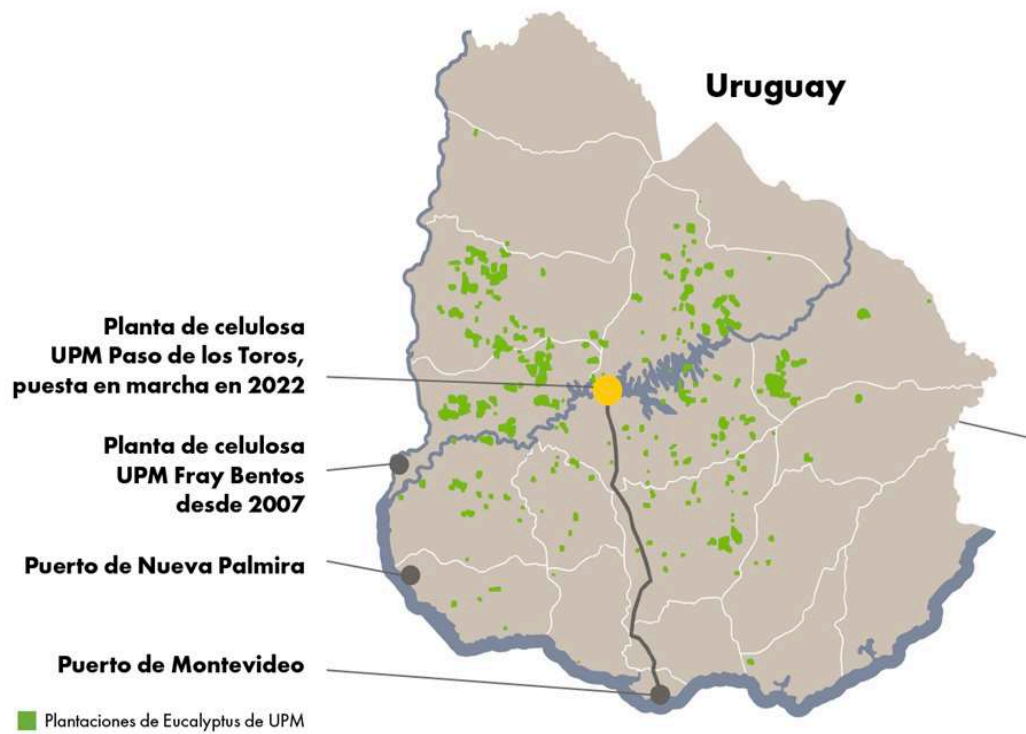 Uruguay
Planta de celulosa
UPM Paso de los Toros,
puesta en marcha en 2022
Planta de celulosa
UPM Fray Bentos
desde 2007
Puerto de Nueva Palmira
Puerto de Montevideo
Plantaciones de Eucalyptus de UPM